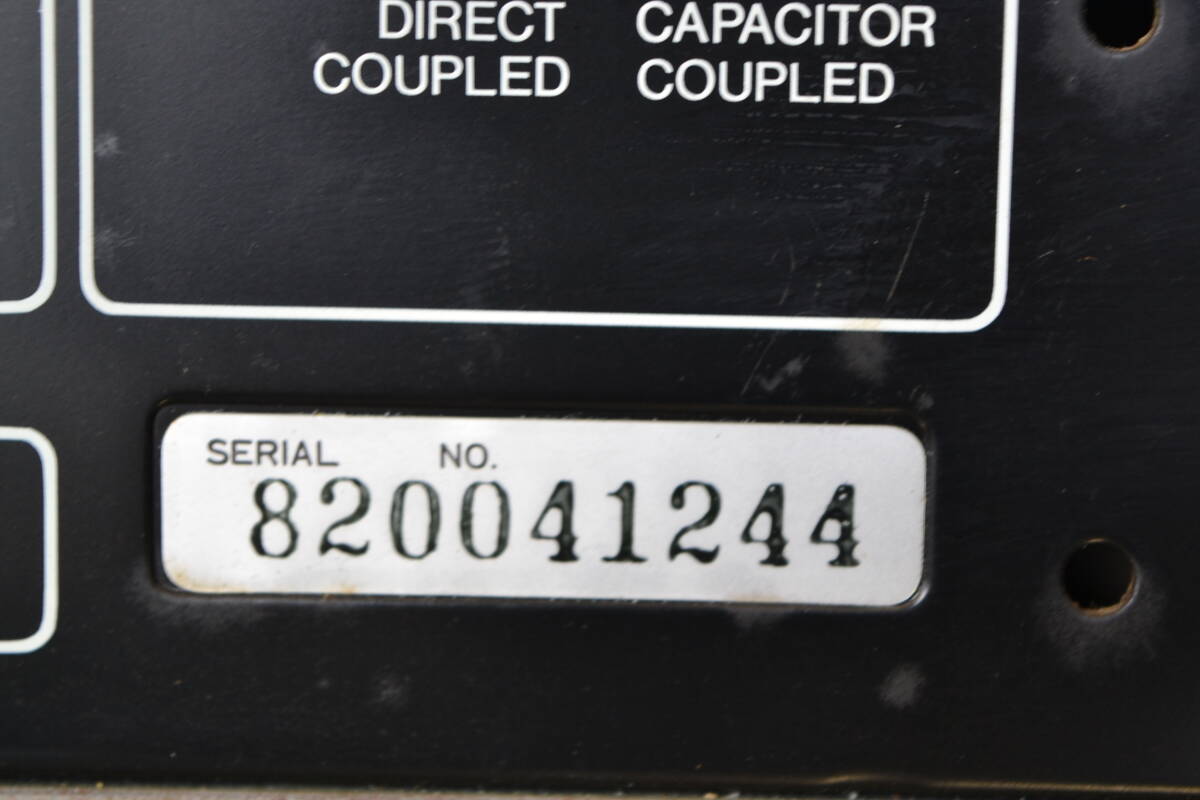 DIRECT
COUPLED
CAPACITOR
COUPLED
SERIAL NO.
820041244